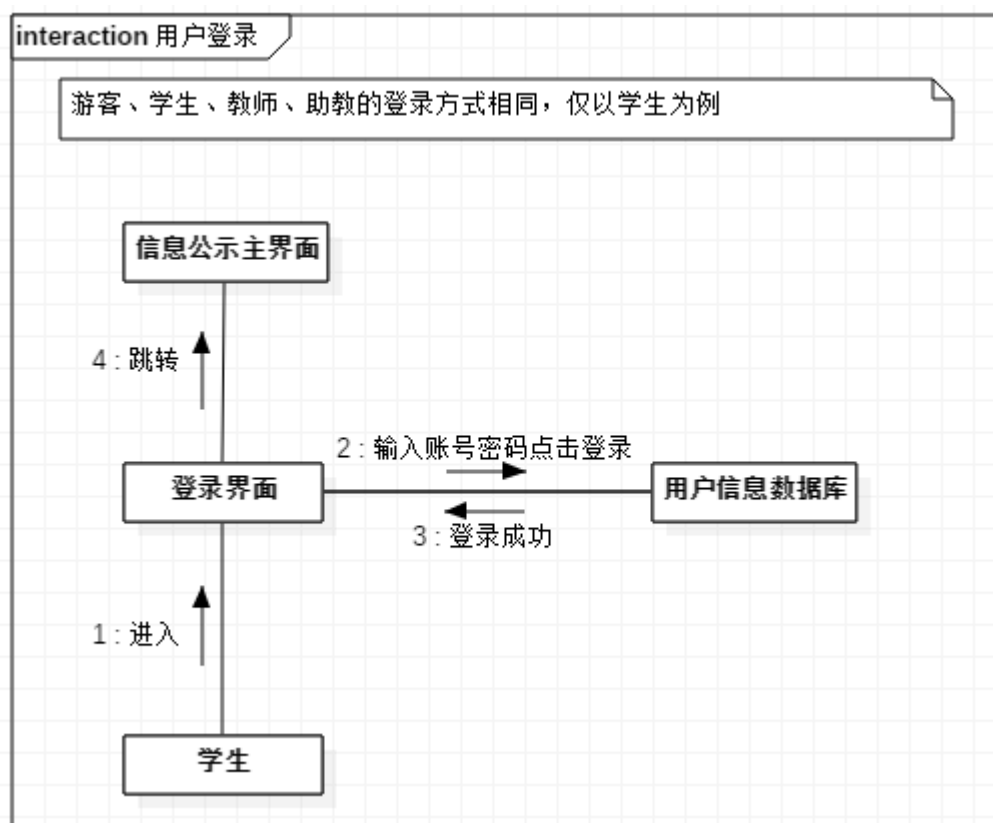 interaction 用户登录
游客、学生、教师、助教的登录方式相同，仅以学生为例
信息公示主界面
4 : 跳转
2 : 输入账号密码点击登录
登录界面
用户信息数据库
3 : 登录成功
1 : 进入
学生